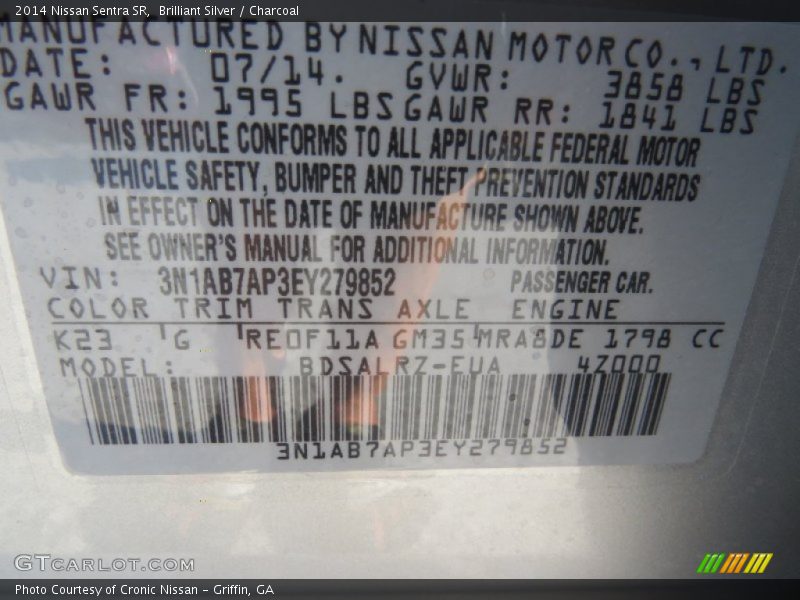 2014 Nissan Sentra SR, Brilliant Silver / Charcoal
MANUFACTURED BY NISSAN MOTOR CO., LTD.
DATE: 07/14. GVWR: 3858 LBS
GAWR FR: 1995 LBS GAWR RR: 1841 LBS
THIS VEHICLE CONFORMS TO ALL APPLICABLE FEDERAL MOTOR
VEHICLE SAFETY, BUMPER AND THEFT PREVENTION STANDARDS
IN EFFECT ON THE DATE OF MANUFACTURE SHOWN ABOVE.
SEE OWNER'S MANUAL FOR ADDITIONAL INFORMATION.
VIN: 3N1AB7AP3EY279852 PASSENGER CAR.
COLOR TRIM TRANS AXLE ENGINE
K23 G RE0F11A GM35 MRA8DE 1798 CC
MODEL: BDSALRZ-EUA 4Z000
3N1AB7AP3EY279852
GTCARLOT.COM
Photo Courtesy of Cronic Nissan - Griffin, GA